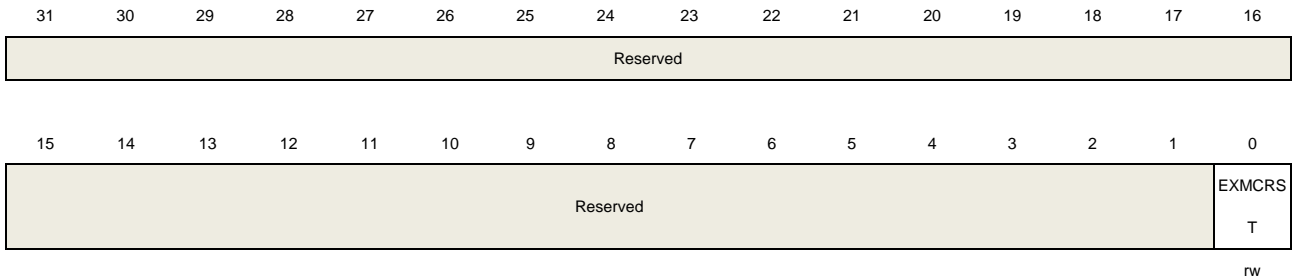 31 30 29 28 27 26 25 24 23 22 21 20 19 18 17 16
Reserved
15 14 13 12 11 10 9 8 7 6 5 4 3 2 1 0
Reserved
EXMCRS
T
rw